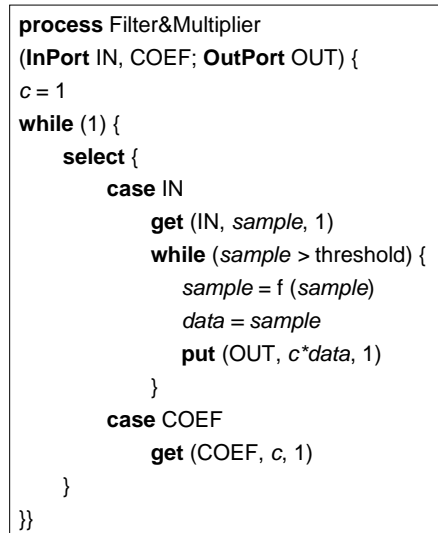 process Filter&Multiplier
(InPort IN, COEF; OutPort OUT) {
c = 1
while (1) {
select {
case IN
get (IN, sample, 1)
while (sample > threshold) {
sample = f (sample)
data = sample
put (OUT, c*data, 1)
}
case COEF
get (COEF, c, 1)
}
}}